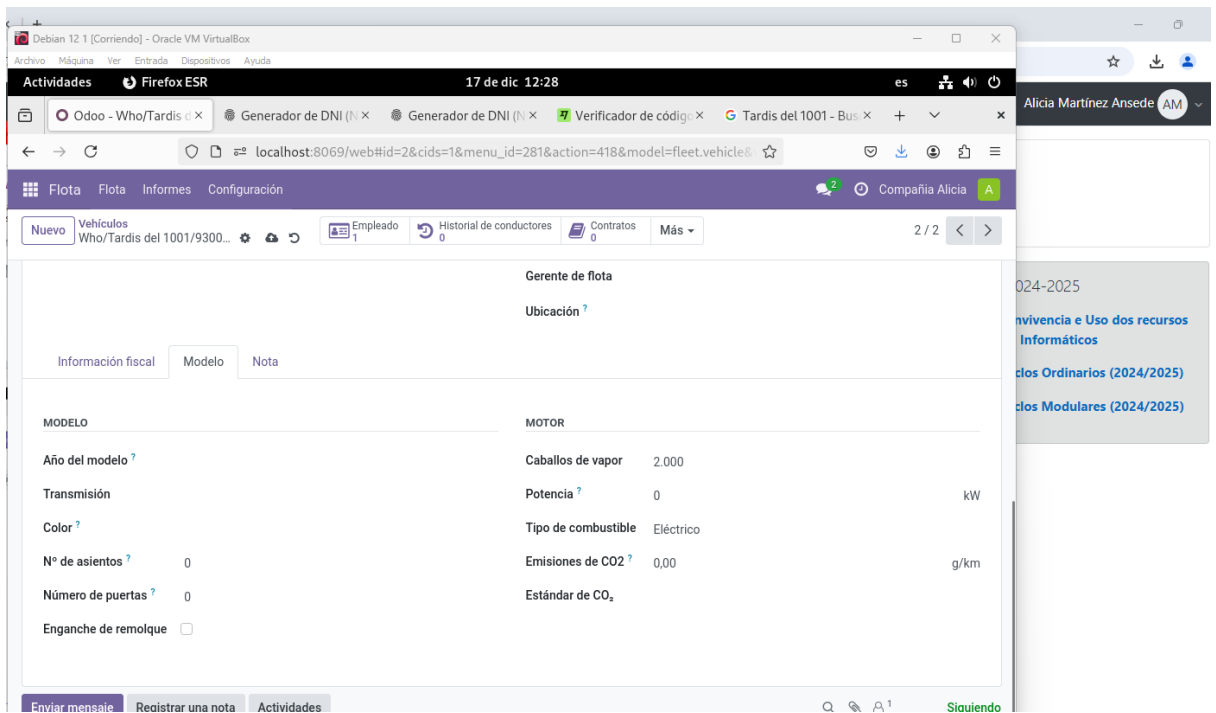 Debian 12 1 [Corriendo] - Oracle VM VirtualBox
Archivo Máquina Ver Entrada Dispositivos Ayuda
Actividades Firefox ESR 17 de dic 12:28 es
Odoo - Who/Tardis d Generador de DNI (N Generador de DNI (N Verificador de código Tardis del 1001 - Bus
localhost:8069/web#id=2&cids=1&menu_id=281&action=418&model=fleet.vehicle&
Alicia Martínez Ansede AM
Flota Flota Informes Configuración 2 Compañia Alicia A
Nuevo Vehículos
Who/Tardis del 1001/9300...
Empleado 1 Historial de conductores 0 Contratos 0 Más 2 / 2
Gerente de flota
Ubicación ?
Información fiscal Modelo Nota
MODELO MOTOR
Año del modelo ? Caballos de vapor 2.000
Transmisión Potencia ? 0 kW
Color ? Tipo de combustible Eléctrico
Nº de asientos ? 0 Emisiones de CO2 ? 0,00 g/km
Número de puertas ? 0 Estándar de CO₂
Enganche de remolque
Enviar mensaje Registrar una nota Actividades 1 Siguiendo
024-2025
nvivencia e Uso dos recursos
Informáticos
clos Ordinarios (2024/2025)
clos Modulares (2024/2025)